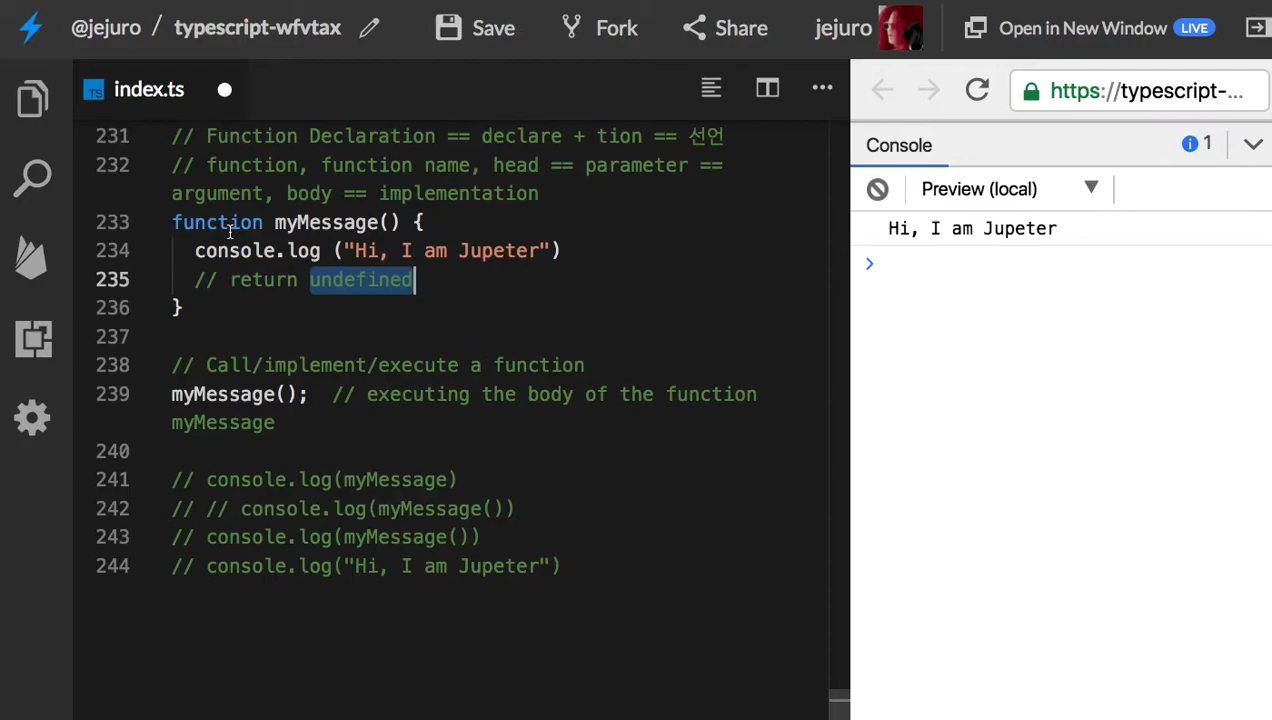 @jejuro / typescript-wfvtax Save Fork Share jejuro Open in New Window LIVE
TS index.ts
https://typescript-...
Console 1
Preview (local)
Hi, I am Jupeter
>
231 // Function Declaration == declare + tion == 선언
232 // function, function name, head == parameter ==
argument, body == implementation
233 function myMessage() {
234 console.log ("Hi, I am Jupeter")
235 // return undefined
236 }
237
238 // Call/implement/execute a function
239 myMessage(); // executing the body of the function
myMessage
240
241 // console.log(myMessage)
242 // // console.log(myMessage())
243 // console.log(myMessage())
244 // console.log("Hi, I am Jupeter")